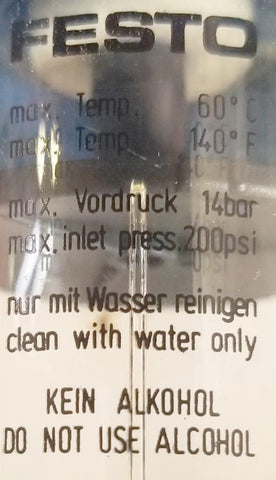 FESTO
max. Temp. 60°C
max. Temp. 140°F
max. Vordruck 14bar
max. inlet press. 200psi
nur mit Wasser reinigen
clean with water only
KEIN ALKOHOL
DO NOT USE ALCOHOL